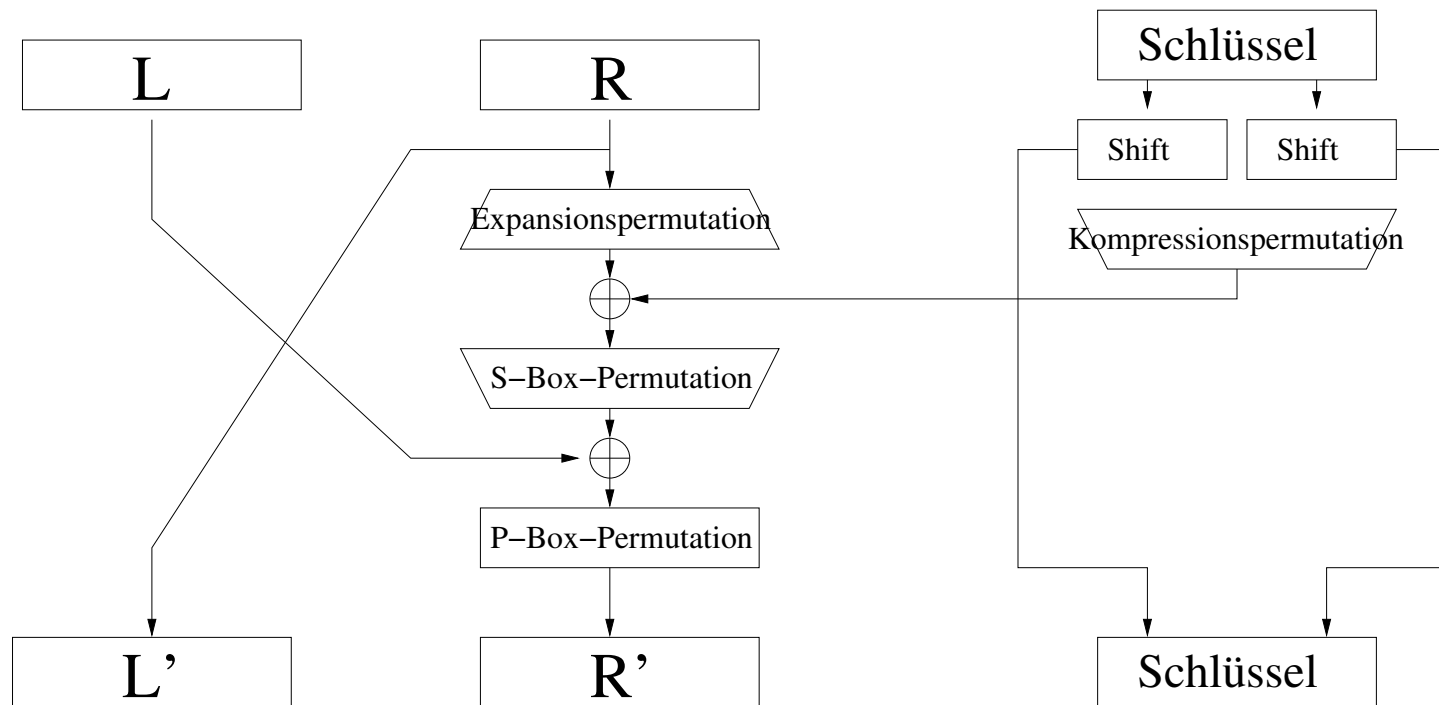 L
R
Schlüssel
Shift
Shift
Expansionspermutation
Kompressionspermutation
S-Box-Permutation
P-Box-Permutation
L’
R’
Schlüssel